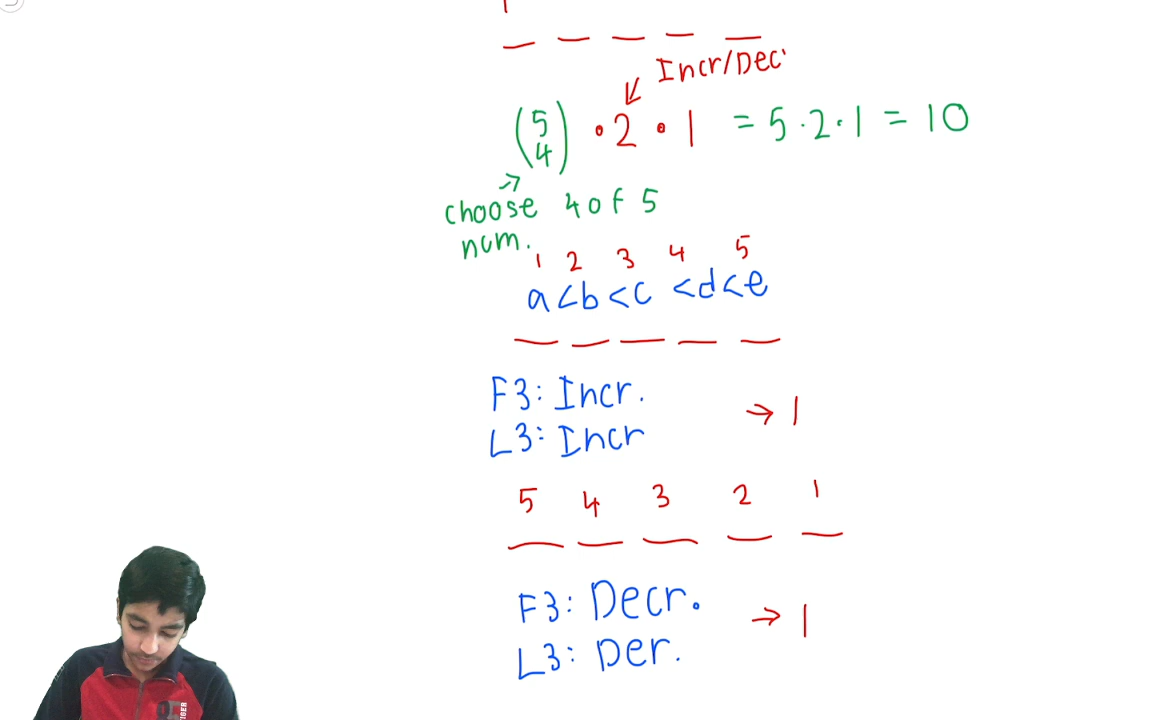 Incr/Dec
(5 4) · 2 · 1 = 5 · 2 · 1 = 10
choose 4 of 5
num.
1 2 3 4 5
a<b<c<d<e
F3: Incr.
L3: Incr
→ 1
5 4 3 2 1
F3: Decr.
L3: Der.
→ 1